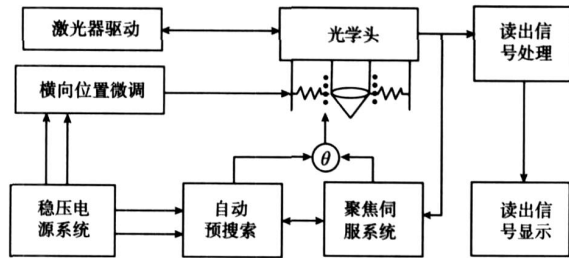 激光器驱动
光学头
读出信
号处理
横向位置微调
θ
稳压电
源系统
自动
预搜索
聚焦伺
服系统
读出信
号显示